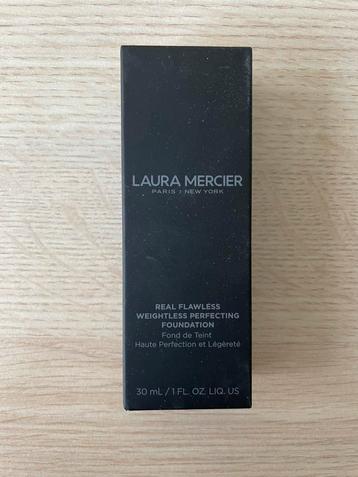 LAURA MERCIER
PARIS : NEW YORK
REAL FLAWLESS
WEIGHTLESS PERFECTING
FOUNDATION
Fond de Teint
Haute Perfection et Légèreté
30 mL / 1 FL. OZ. LIQ. US